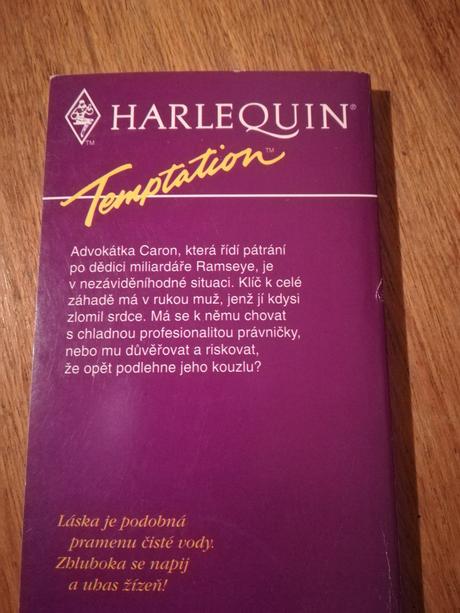 HARLEQUIN®
TM
Temptation™
Advokátka Caron, která řídí pátrání
po dědici miliardáře Ramseye, je
v nezáviděníhodné situaci. Klíč k celé
záhadě má v rukou muž, jenž jí kdysi
zlomil srdce. Má se k němu chovat
s chladnou profesionalitou právničky,
nebo mu důvěřovat a riskovat,
že opět podlehne jeho kouzlu?
Láska je podobná
pramenu čisté vody.
Zhluboka se napij
a uhas žízeň!